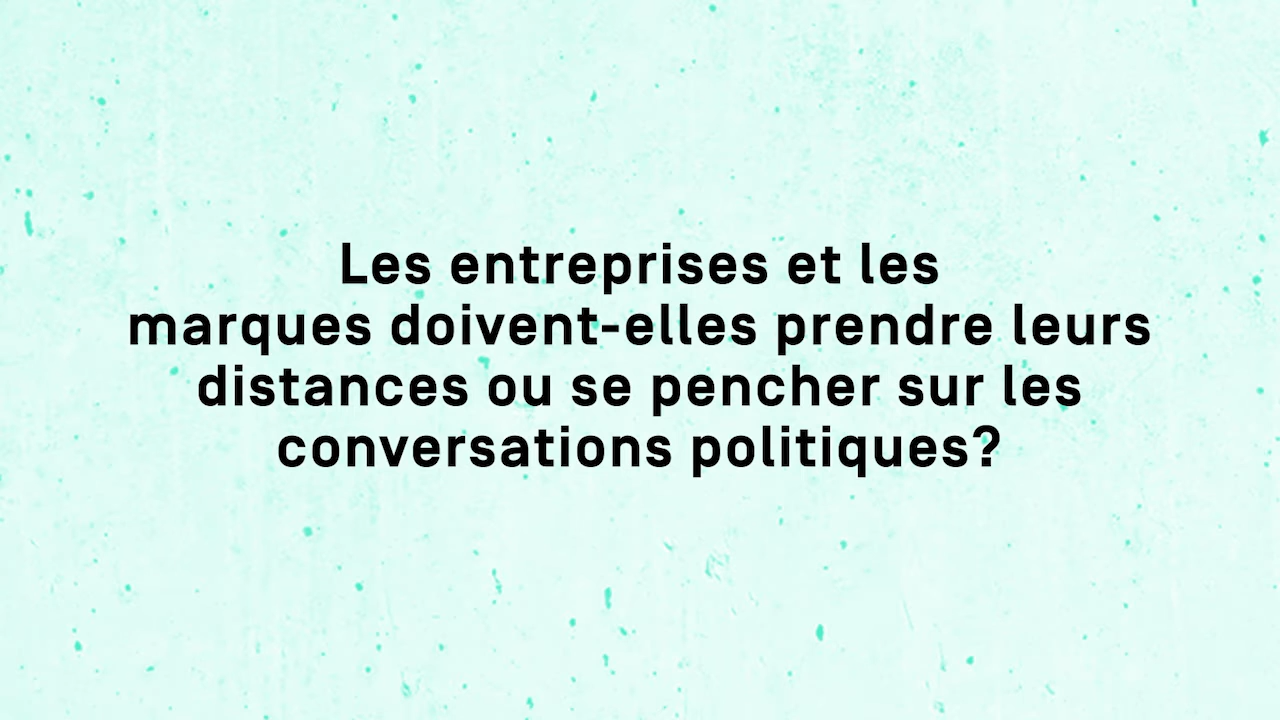 Les entreprises et les
marques doivent-elles prendre leurs
distances ou se pencher sur les
conversations politiques?